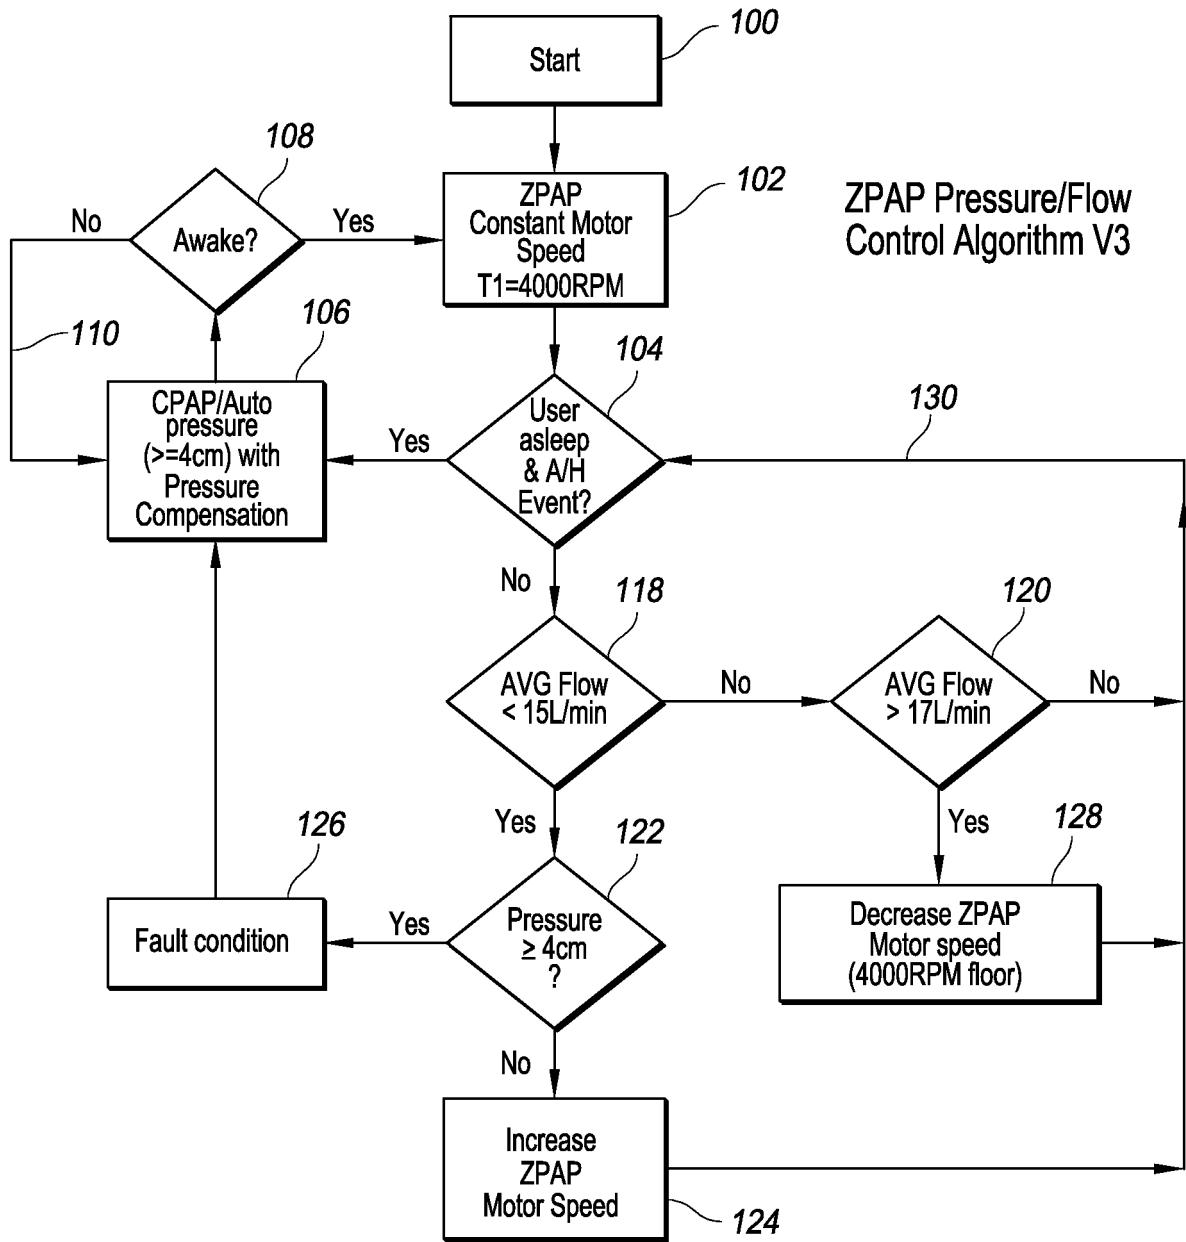 100
Start
108
102
ZPAP
Constant Motor
Speed
T1=4000RPM
ZPAP Pressure/Flow
Control Algorithm V3
No
Awake?
Yes
110
106
104
CPAP/Auto
pressure
(>=4cm) with
Pressure
Compensation
Yes
User
asleep
& A/H
Event?
130
No
118
120
AVG Flow
< 15L/min
No
AVG Flow
> 17L/min
No
Yes
Yes
126
122
128
Fault condition
Yes
Pressure
≥ 4cm
?
Decrease ZPAP
Motor speed
(4000RPM floor)
No
Increase
ZPAP
Motor Speed
124